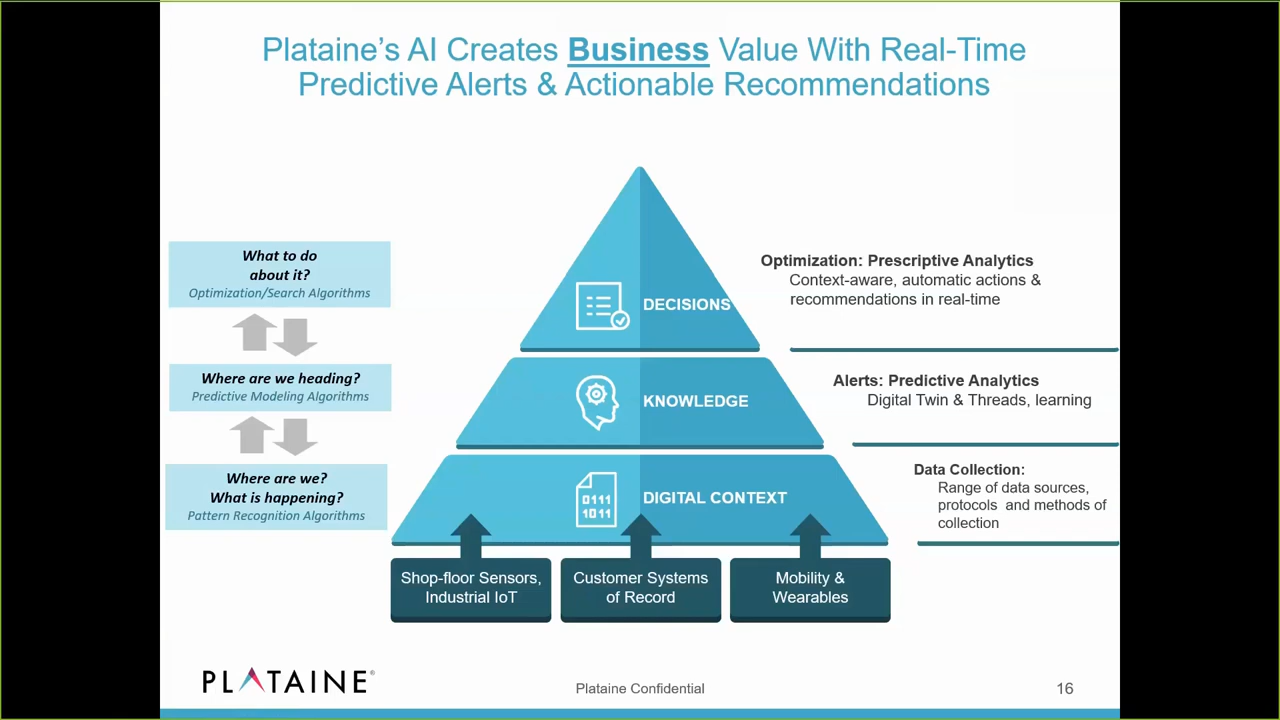 Plataine's AI Creates Business Value With Real-Time
Predictive Alerts & Actionable Recommendations
What to do
about it?
Optimization/Search Algorithms
Where are we heading?
Predictive Modeling Algorithms
Where are we?
What is happening?
Pattern Recognition Algorithms
DECISIONS
KNOWLEDGE
0111
1011
DIGITAL CONTEXT
Optimization: Prescriptive Analytics
Context-aware, automatic actions &
recommendations in real-time
Alerts: Predictive Analytics
Digital Twin & Threads, learning
Data Collection:
Range of data sources,
protocols and methods of
collection
Shop-floor Sensors,
Industrial IoT
Customer Systems
of Record
Mobility &
Wearables
PLATAINE®
Plataine Confidential
16